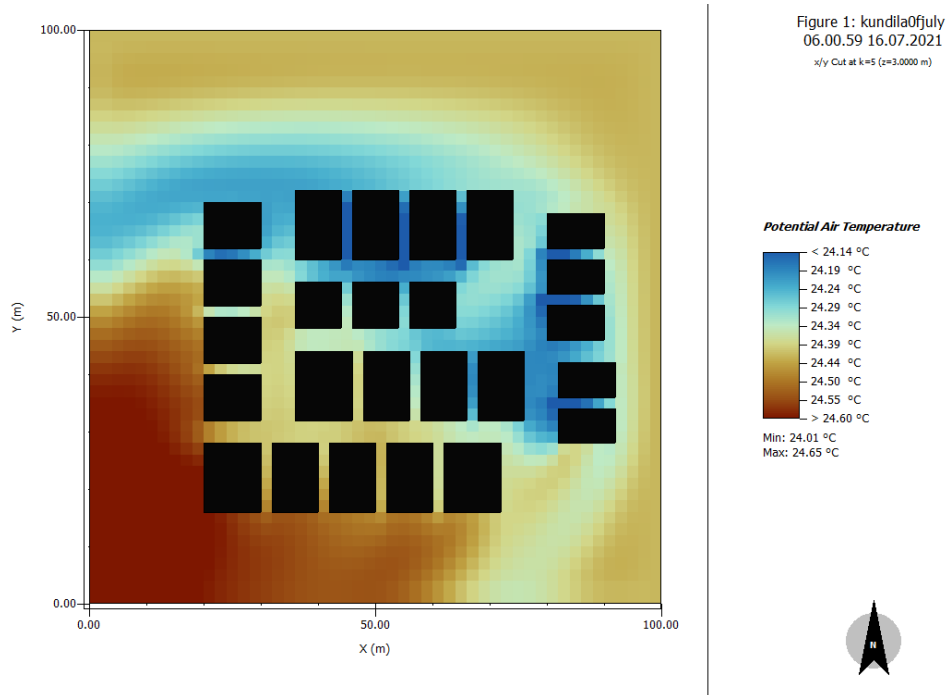 Figure 1: kundila0fjuly
06.00.59 16.07.2021
x/y Cut at k=5 (z=3.0000 m)
100.00
50.00
0.00
Y (m)
0.00
50.00
100.00
X (m)
Potential Air Temperature
< 24.14 °C
24.19 °C
24.24 °C
24.29 °C
24.34 °C
24.39 °C
24.44 °C
24.50 °C
24.55 °C
> 24.60 °C
Min: 24.01 °C
Max: 24.65 °C
N